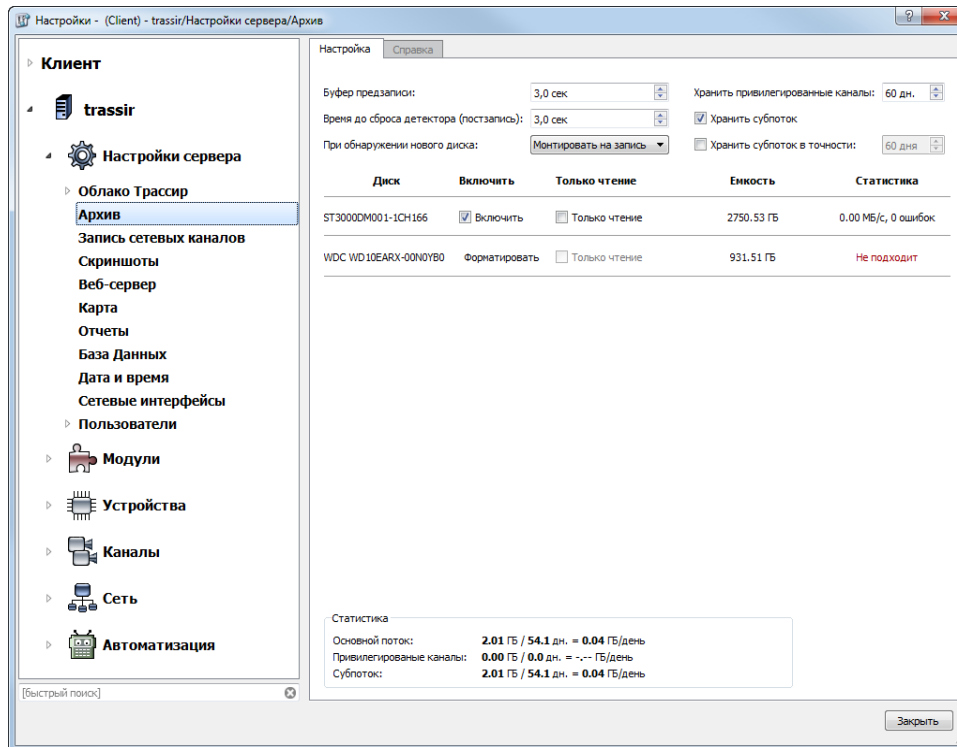 Настройки - (Client) - trassir/Настройки сервера/Архив
Клиент
trassir
Настройки сервера
Облако Трассир
Архив
Запись сетевых каналов
Скриншоты
Веб-сервер
Карта
Отчеты
База Данных
Дата и время
Сетевые интерфейсы
Пользователи
Модули
Устройства
Каналы
Сеть
Автоматизация
[быстрый поиск]
Настройка Справка
Буфер предзаписи: 3,0 сек Хранить привилегированные каналы: 60 дн.
Время до сброса детектора (постзапись): 3,0 сек Хранить субпоток
При обнаружении нового диска: Монтировать на запись Хранить субпоток в точности: 60 дня
Диск Включить Только чтение Емкость Статистика
ST3000DM001-1CH166 Включить Только чтение 2750.53 ГБ 0.00 МБ/с, 0 ошибок
WDC WD10EARX-00N0YB0 Форматировать Только чтение 931.51 ГБ Не подходит
Статистика
Основной поток: 2.01 ГБ / 54.1 дн. = 0.04 ГБ/день
Привилегированые каналы: 0.00 ГБ / 0.0 дн. = -.-- ГБ/день
Субпоток: 2.01 ГБ / 54.1 дн. = 0.04 ГБ/день
Закрыть